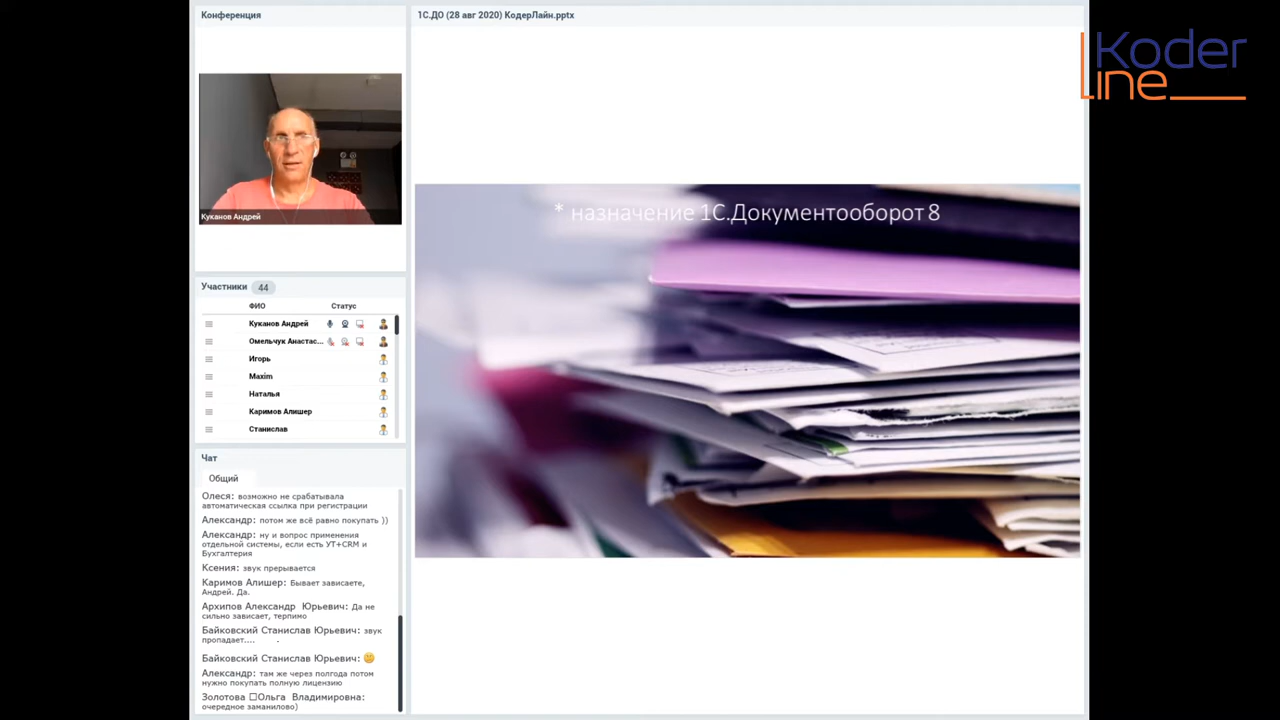 Конференция
Куканов Андрей
Участники 44
ФИО Статус
Куканов Андрей
Омельчук Анастас...
Игорь
Maxim
Наталья
Каримов Алишер
Станислав
Чат
Общий
Олеся: возможно не срабатывала
автоматическая ссылка при регистрации
Александр: потом же всё равно покупать ))
Александр: ну и вопрос применения
отдельной системы, если есть УТ+CRM и
Бухгалтерия
Ксения: звук прерывается
Каримов Алишер: Бывает зависаете,
Андрей. Да.
Архипов Александр Юрьевич: Да не
сильно зависает, терпимо
Байковский Станислав Юрьевич: звук
пропадает....
Байковский Станислав Юрьевич:
Александр: там же через полгода потом
нужно покупать полную лицензию
Золотова □Ольга Владимировна:
очередное заманилово)
1С.ДО (28 авг 2020) КодерЛайн.pptx
* назначение 1С.Документооборот 8
Koder
line